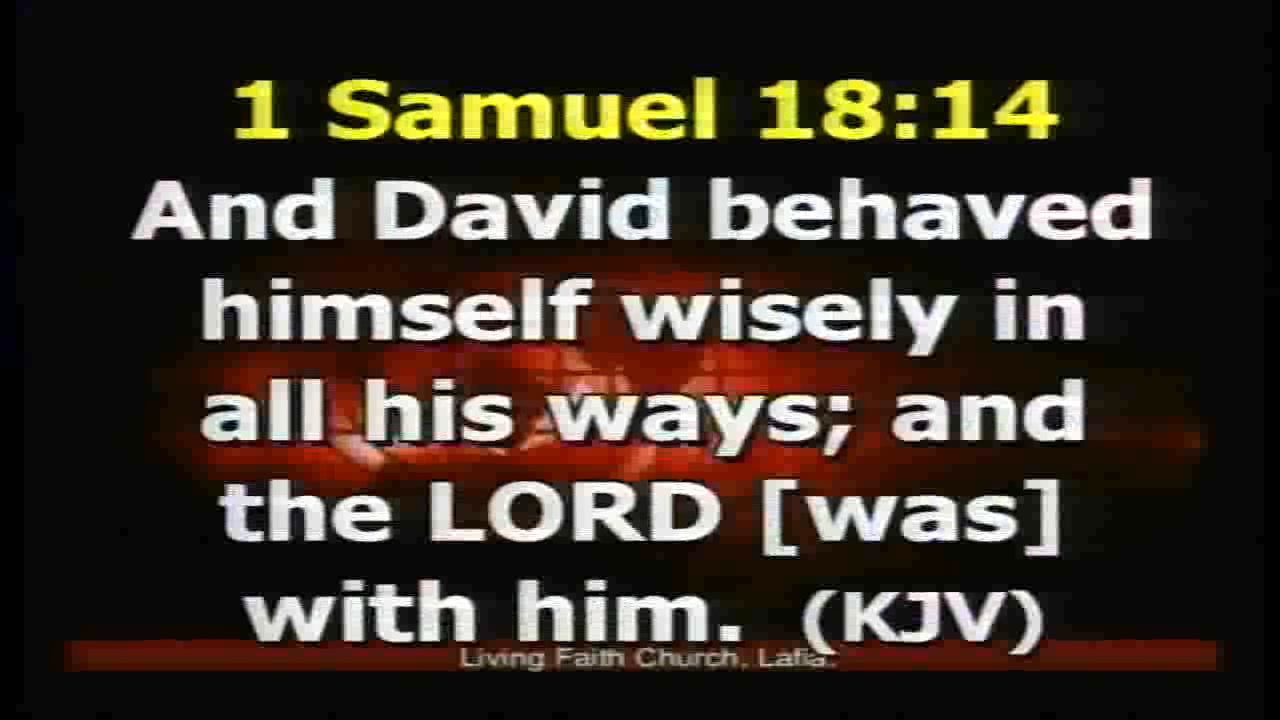 1 Samuel 18:14
And David behaved
himself wisely in
all his ways; and
the LORD [was]
with him. (KJV)
Living Faith Church, Lafia.